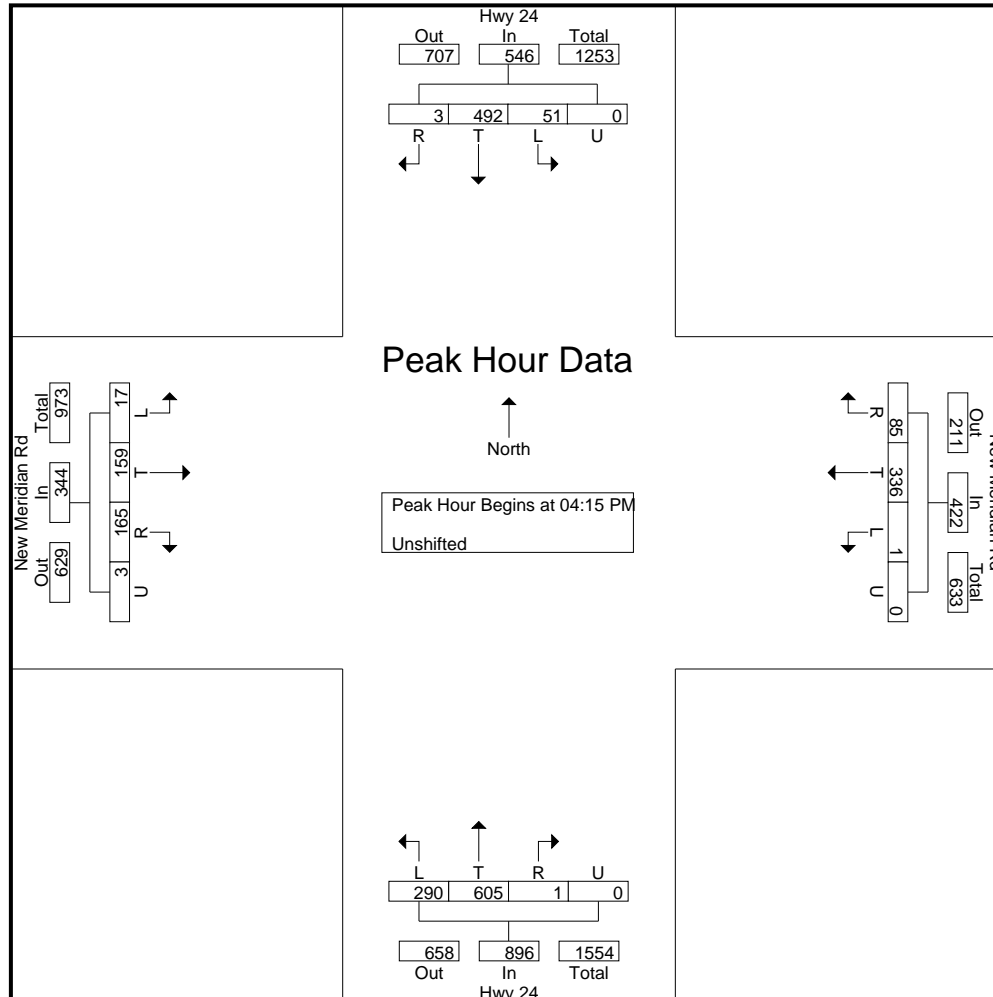 Hwy 24
Out In Total
707 546 1253
3 492 51 0
R T L U
Peak Hour Data
North
Peak Hour Begins at 04:15 PM
Unshifted
New Meridian Rd
Total In Out
973 344 629
17 159 165 3
L T R U
R T L U
85 336 1 0
Out In Total
211 422 633
New Meridian Rd
L T R U
290 605 1 0
658 896 1554
Out In Total
Hwy 24